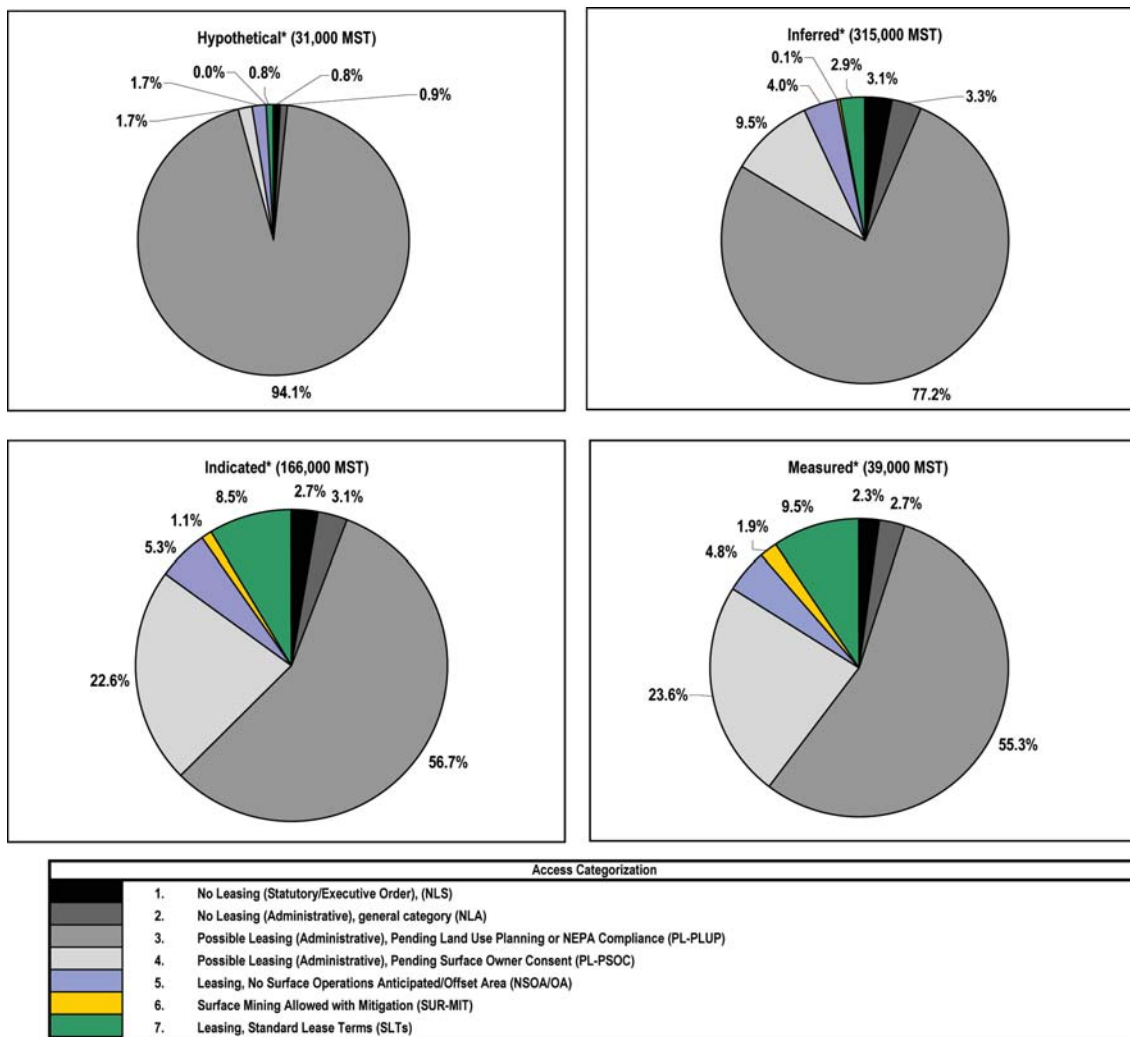 Hypothetical* (31,000 MST)
0.0%
0.8%
0.8%
1.7%
0.9%
1.7%
94.1%
Inferred* (315,000 MST)
0.1%
2.9%
3.1%
4.0%
3.3%
9.5%
77.2%
Indicated* (166,000 MST)
8.5%
2.7%
3.1%
1.1%
5.3%
22.6%
56.7%
Measured* (39,000 MST)
9.5%
2.3%
2.7%
1.9%
4.8%
23.6%
55.3%
Access Categorization
1. No Leasing (Statutory/Executive Order), (NLS)
2. No Leasing (Administrative), general category (NLA)
3. Possible Leasing (Administrative), Pending Land Use Planning or NEPA Compliance (PL-PLUP)
4. Possible Leasing (Administrative), Pending Surface Owner Consent (PL-PSOC)
5. Leasing, No Surface Operations Anticipated/Offset Area (NSOA/OA)
6. Surface Mining Allowed with Mitigation (SUR-MIT)
7. Leasing, Standard Lease Terms (SLTs)